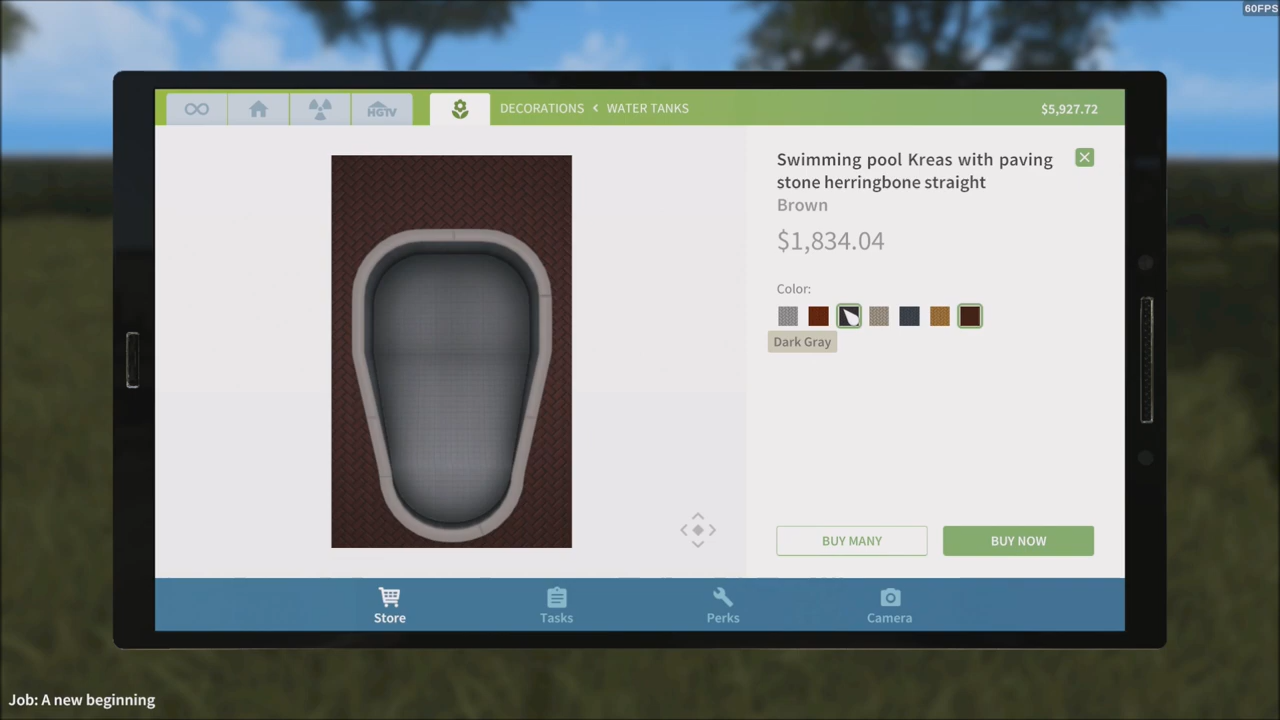 60FPS
HGTV
DECORATIONS < WATER TANKS
$5,927.72
Swimming pool Kreas with paving
stone herringbone straight
Brown
$1,834.04
Color:
Dark Gray
BUY MANY
BUY NOW
Store
Tasks
Perks
Camera
Job: A new beginning